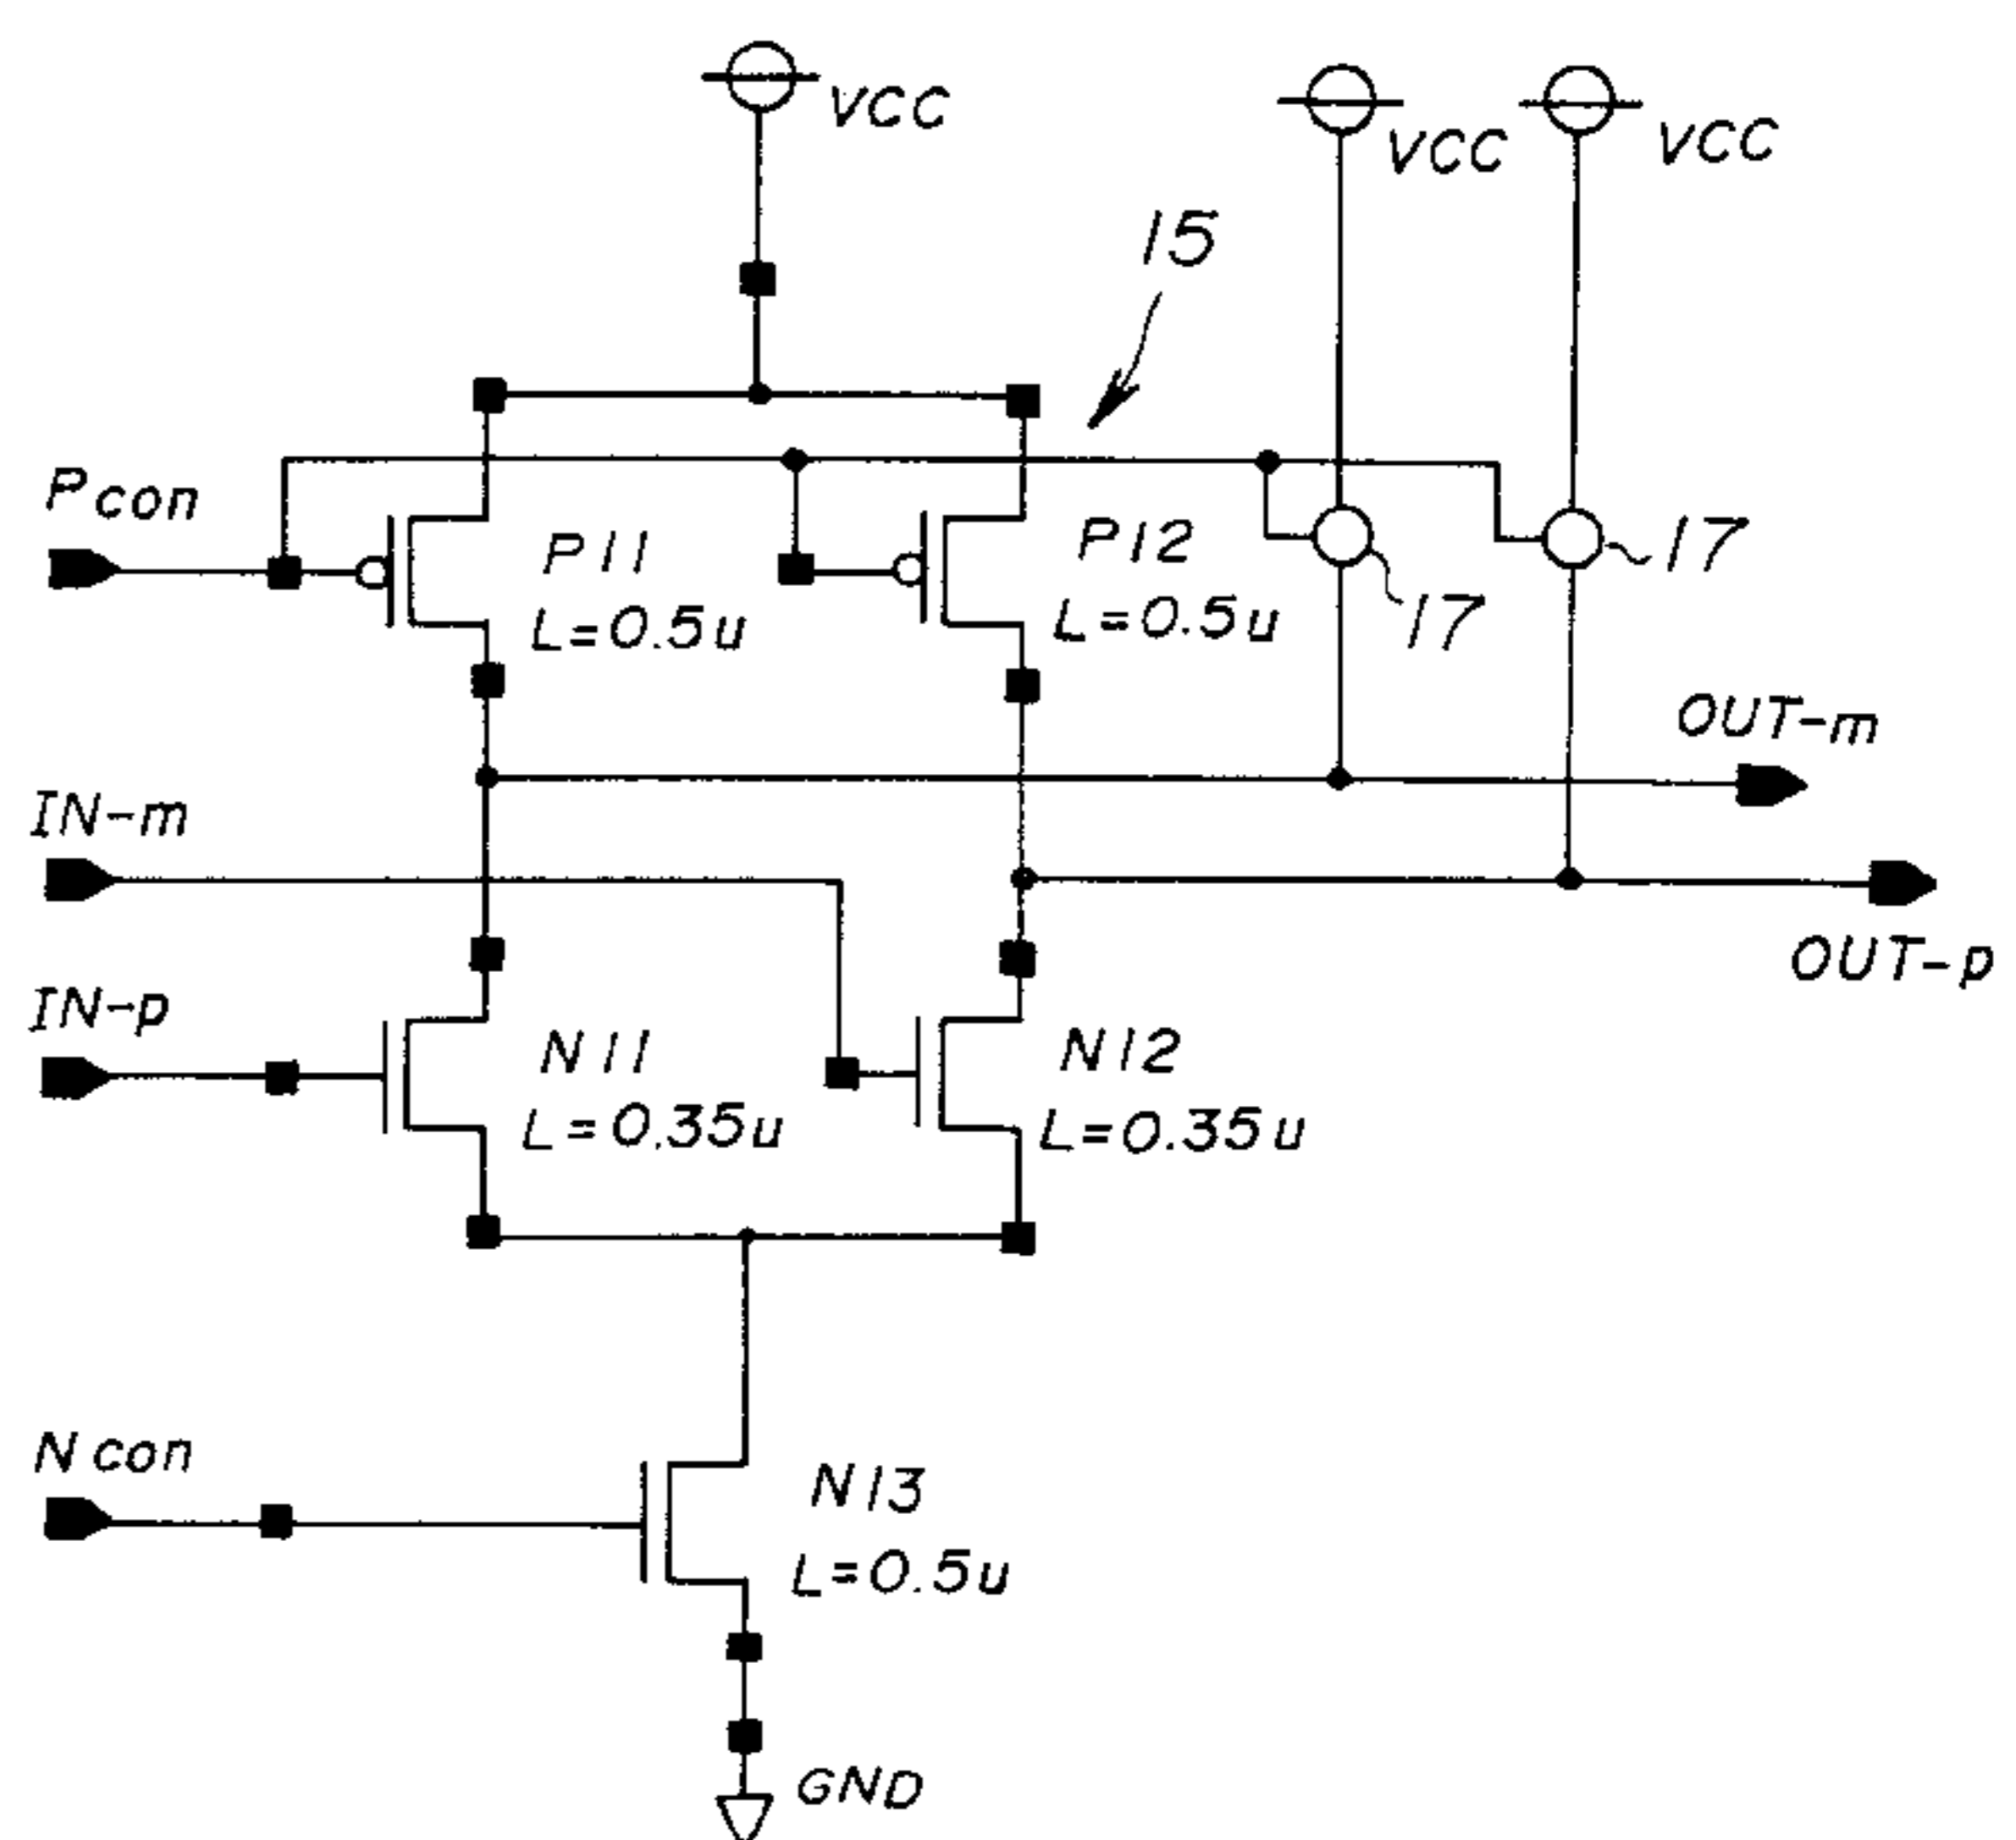 VCC
VCC
VCC
15
Pcon
P11
L=0.5u
P12
L=0.5u
17
17
OUT-m
IN-m
OUT-p
IN-p
N11
L=0.35u
N12
L=0.35u
Ncon
N13
L=0.5u
GND